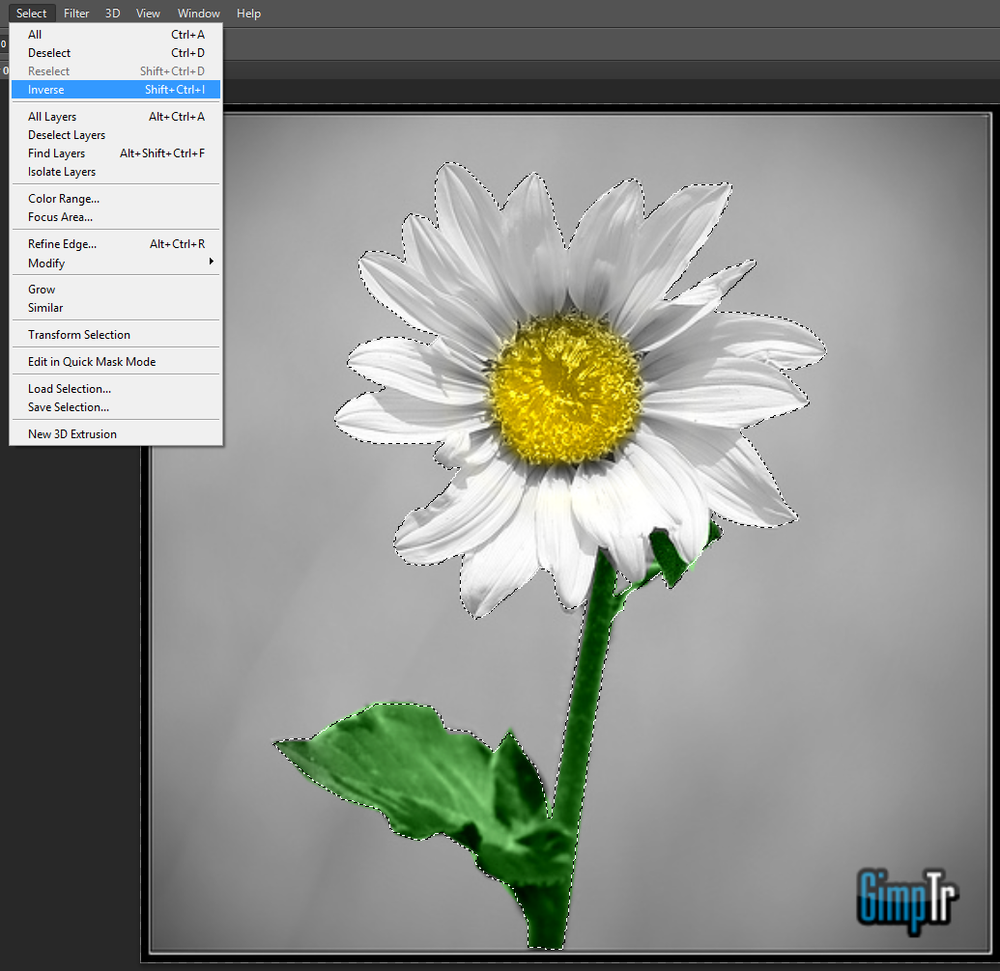 Select Filter 3D View Window Help
All Ctrl+A
Deselect Ctrl+D
Reselect Shift+Ctrl+D
Inverse Shift+Ctrl+I
All Layers Alt+Ctrl+A
Deselect Layers
Find Layers Alt+Shift+Ctrl+F
Isolate Layers
Color Range...
Focus Area...
Refine Edge... Alt+Ctrl+R
Modify
Grow
Similar
Transform Selection
Edit in Quick Mask Mode
Load Selection...
Save Selection...
New 3D Extrusion
GimpTr